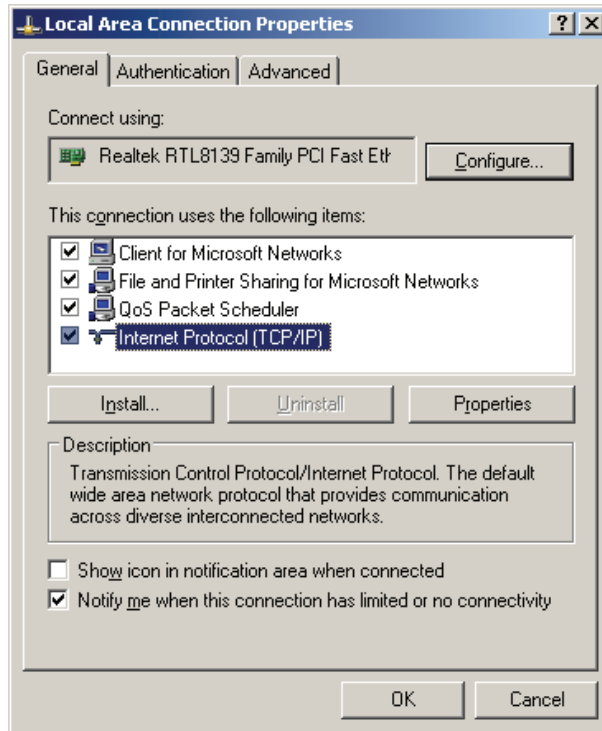 Local Area Connection Properties
General Authentication Advanced
Connect using:
Realtek RTL8139 Family PCI Fast Eth
Configure...
This connection uses the following items:
Client for Microsoft Networks
File and Printer Sharing for Microsoft Networks
QoS Packet Scheduler
Internet Protocol (TCP/IP)
Install... Uninstall Properties
Description
Transmission Control Protocol/Internet Protocol. The default
wide area network protocol that provides communication
across diverse interconnected networks.
Show icon in notification area when connected
Notify me when this connection has limited or no connectivity
OK Cancel